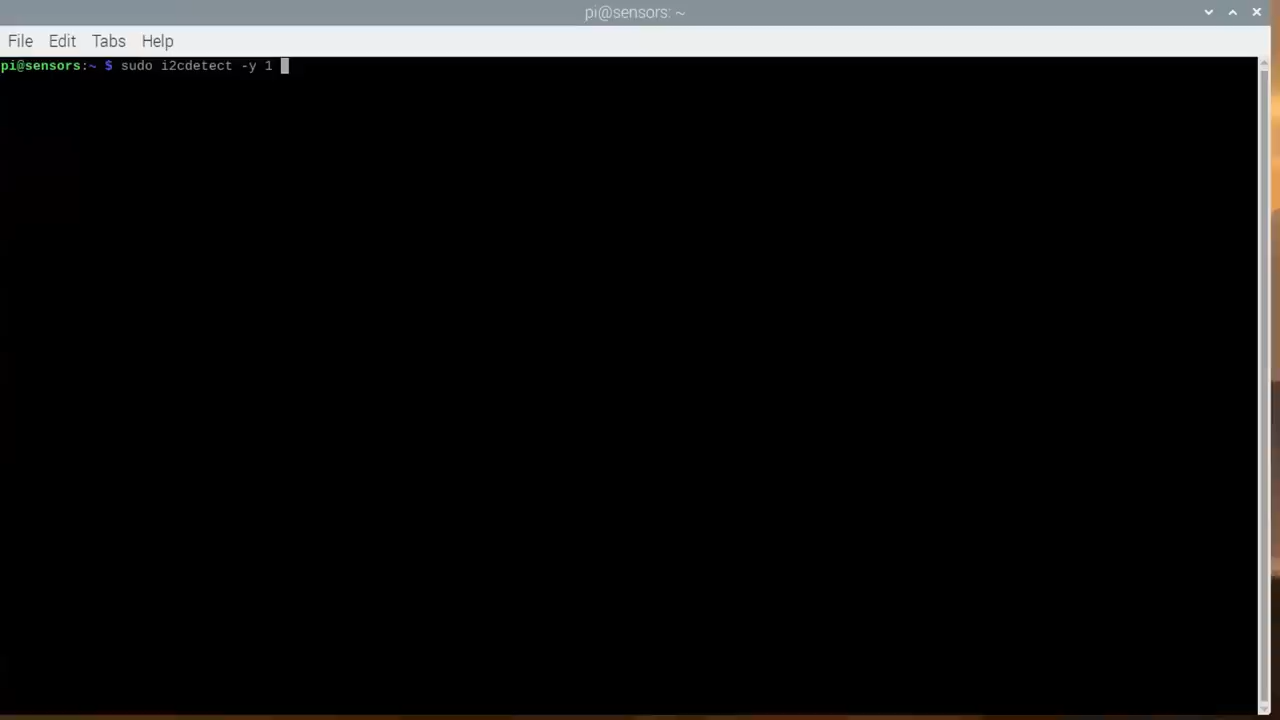 pi@sensors: ~
File Edit Tabs Help
pi@sensors:~ $ sudo i2cdetect -y 1